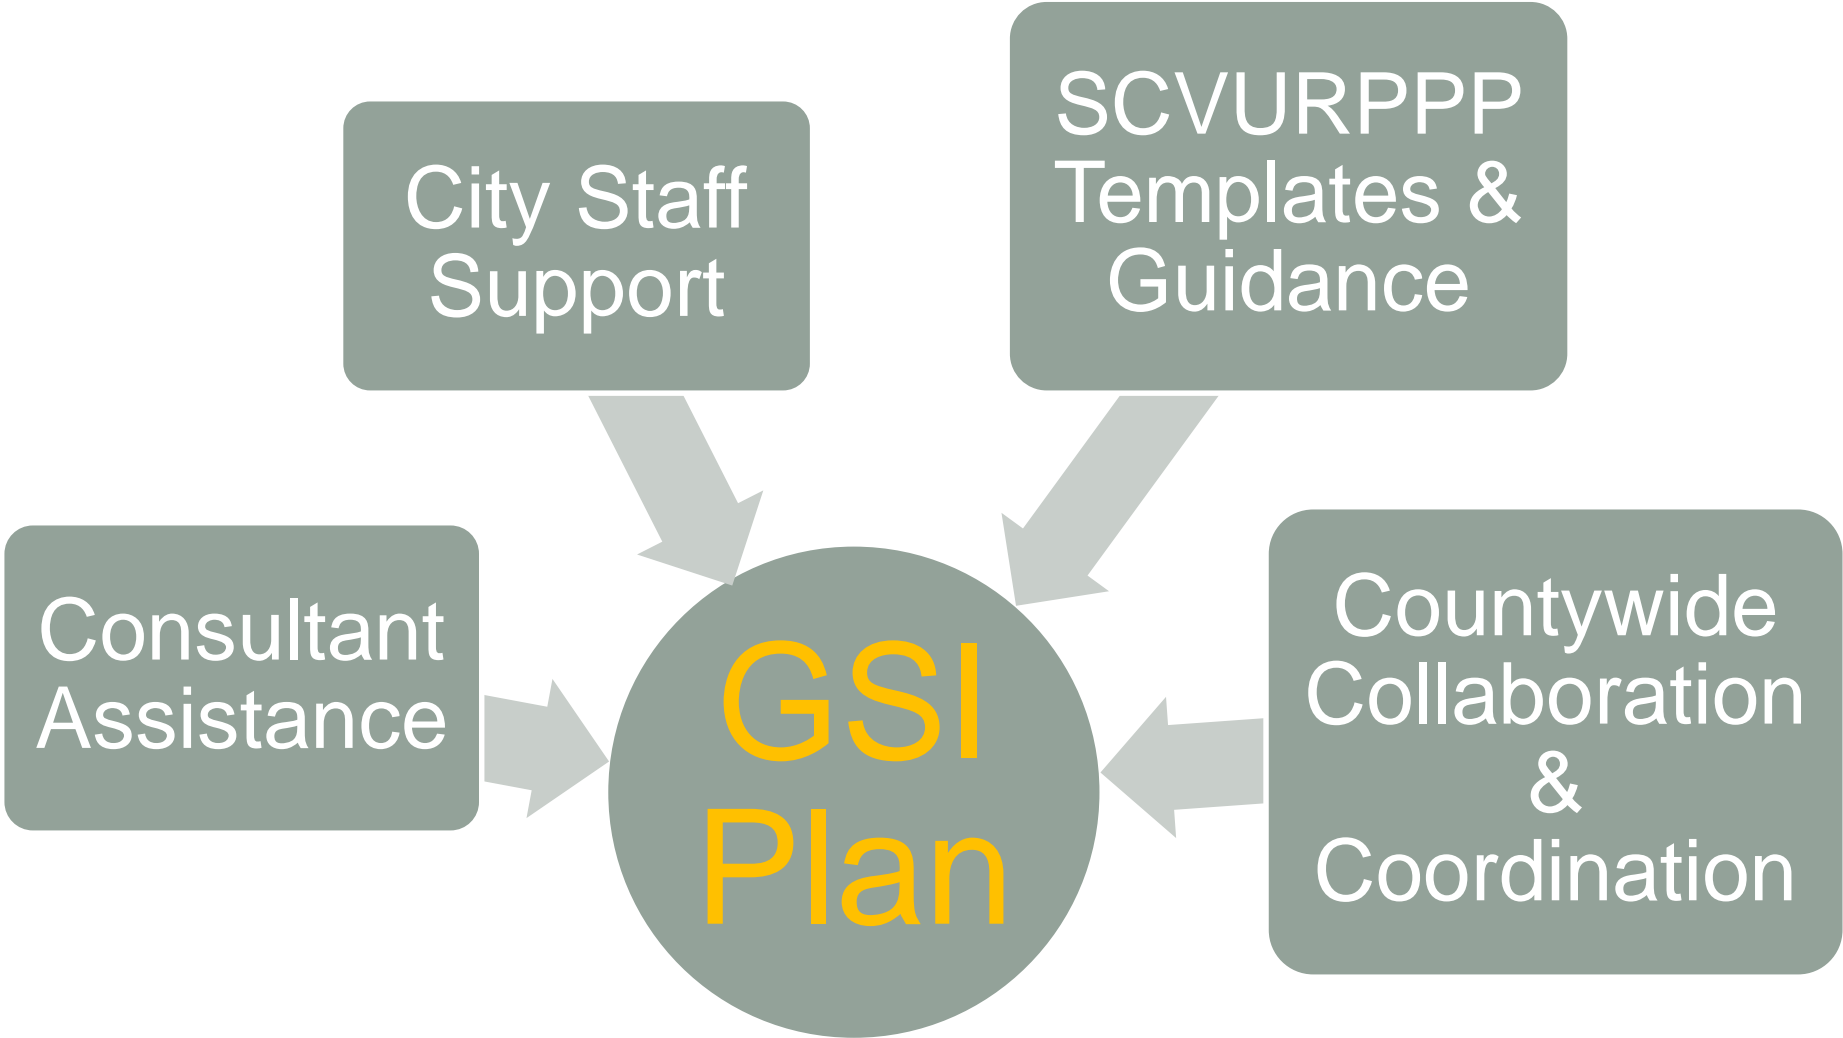 City Staff
Support
SCVURPPP
Templates &
Guidance
Consultant
Assistance
Countywide
Collaboration
&
Coordination
GSI
Plan